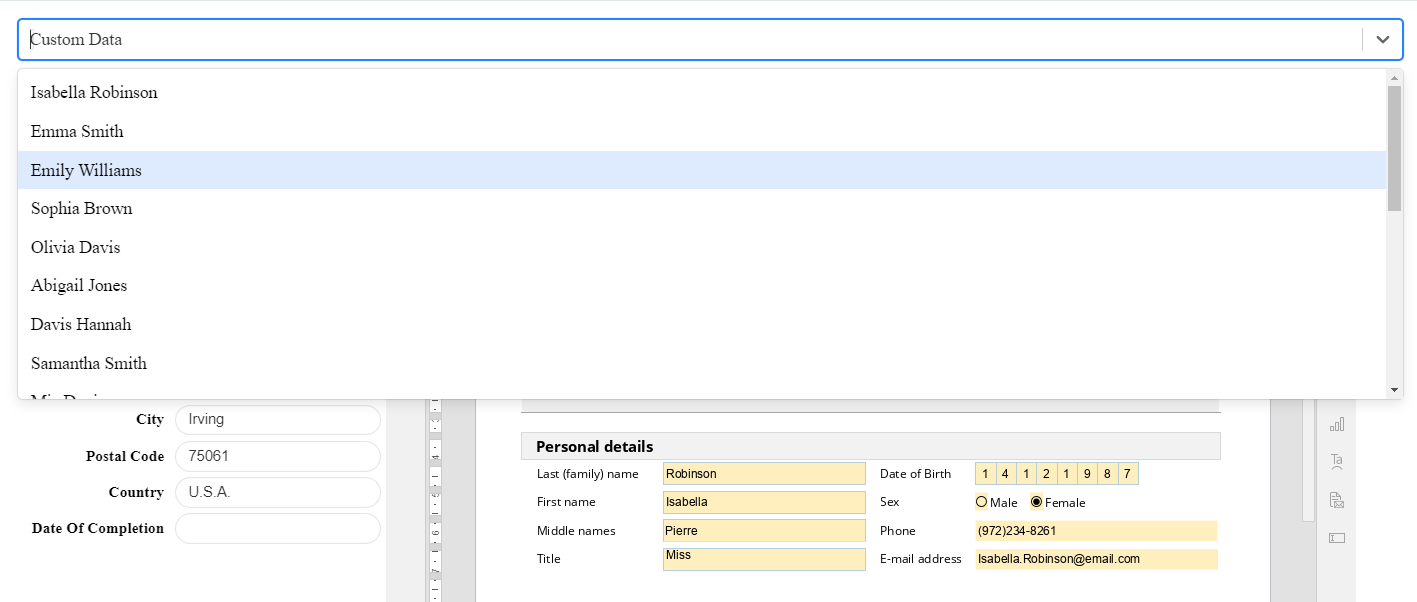 Custom Data
Isabella Robinson
Emma Smith
Emily Williams
Sophia Brown
Olivia Davis
Abigail Jones
Davis Hannah
Samantha Smith
City Irving
Postal Code 75061
Country U.S.A.
Date Of Completion
Personal details
Last (family) name Robinson Date of Birth 1 4 1 2 1 9 8 7
First name Isabella Sex Male Female
Middle names Pierre Phone (972)234-8261
Title Miss E-mail address Isabella.Robinson@email.com